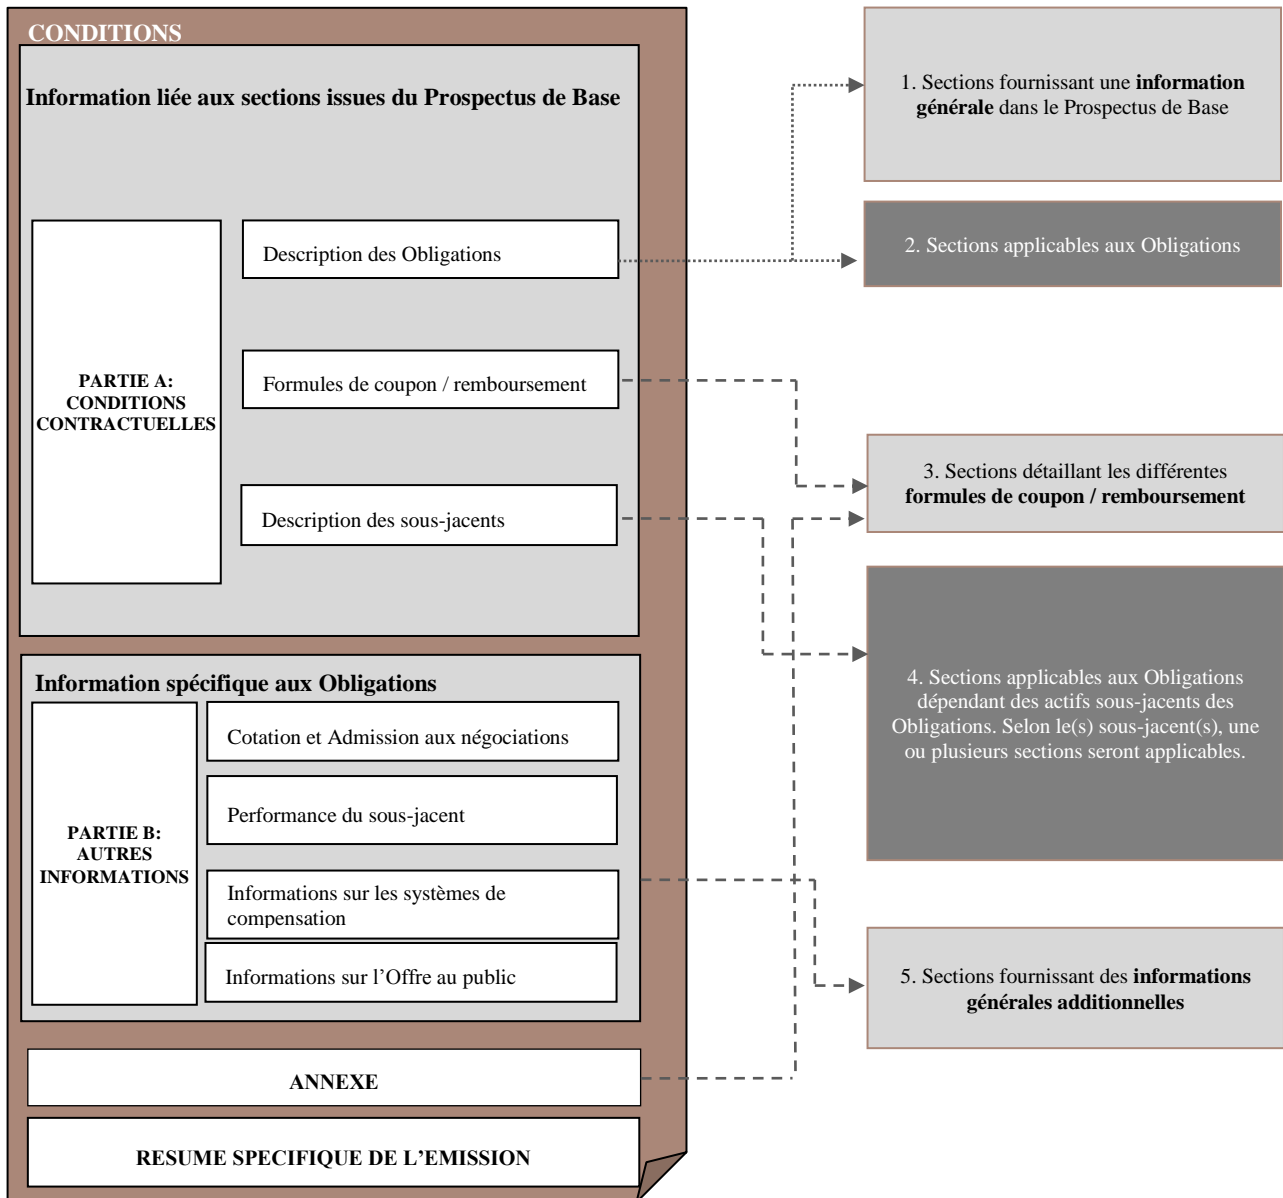 CONDITIONS
Information liée aux sections issues du Prospectus de Base
PARTIE A:
CONDITIONS
CONTRACTUELLES
Description des Obligations
Formules de coupon / remboursement
Description des sous-jacents
Information spécifique aux Obligations
PARTIE B:
AUTRES
INFORMATIONS
Cotation et Admission aux négociations
Performance du sous-jacent
Informations sur les systèmes de
compensation
Informations sur l’Offre au public
ANNEXE
RESUME SPECIFIQUE DE L’EMISSION
1. Sections fournissant une information
générale dans le Prospectus de Base
2. Sections applicables aux Obligations
3. Sections détaillant les différentes
formules de coupon / remboursement
4. Sections applicables aux Obligations
dépendant des actifs sous-jacents des
Obligations. Selon le(s) sous-jacent(s), une
ou plusieurs sections seront applicables.
5. Sections fournissant des informations
générales additionnelles